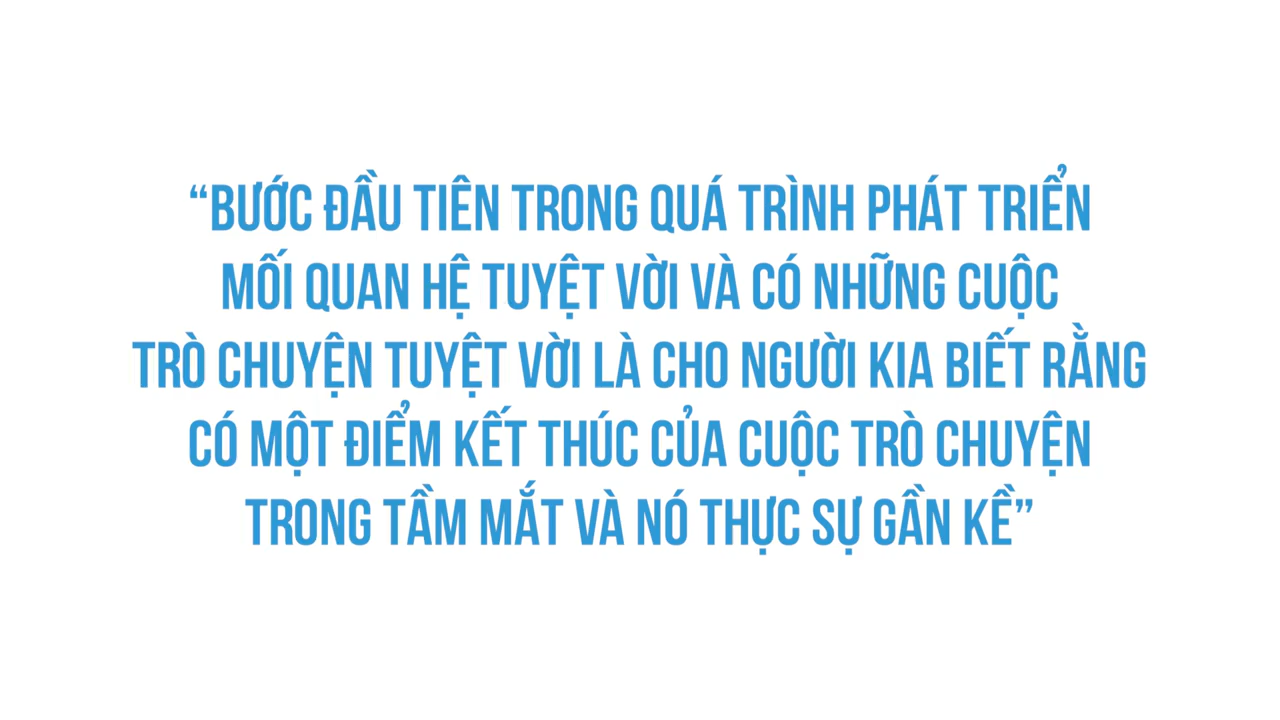 “BƯỚC ĐẦU TIÊN TRONG QUÁ TRÌNH PHÁT TRIỂN
MỐI QUAN HỆ TUYỆT VỜI VÀ CÓ NHỮNG CUỘC
TRÒ CHUYỆN TUYỆT VỜI LÀ CHO NGƯỜI KIA BIẾT RẰNG
CÓ MỘT ĐIỂM KẾT THÚC CỦA CUỘC TRÒ CHUYỆN
TRONG TẦM MẮT VÀ NÓ THỰC SỰ GẦN KỀ”